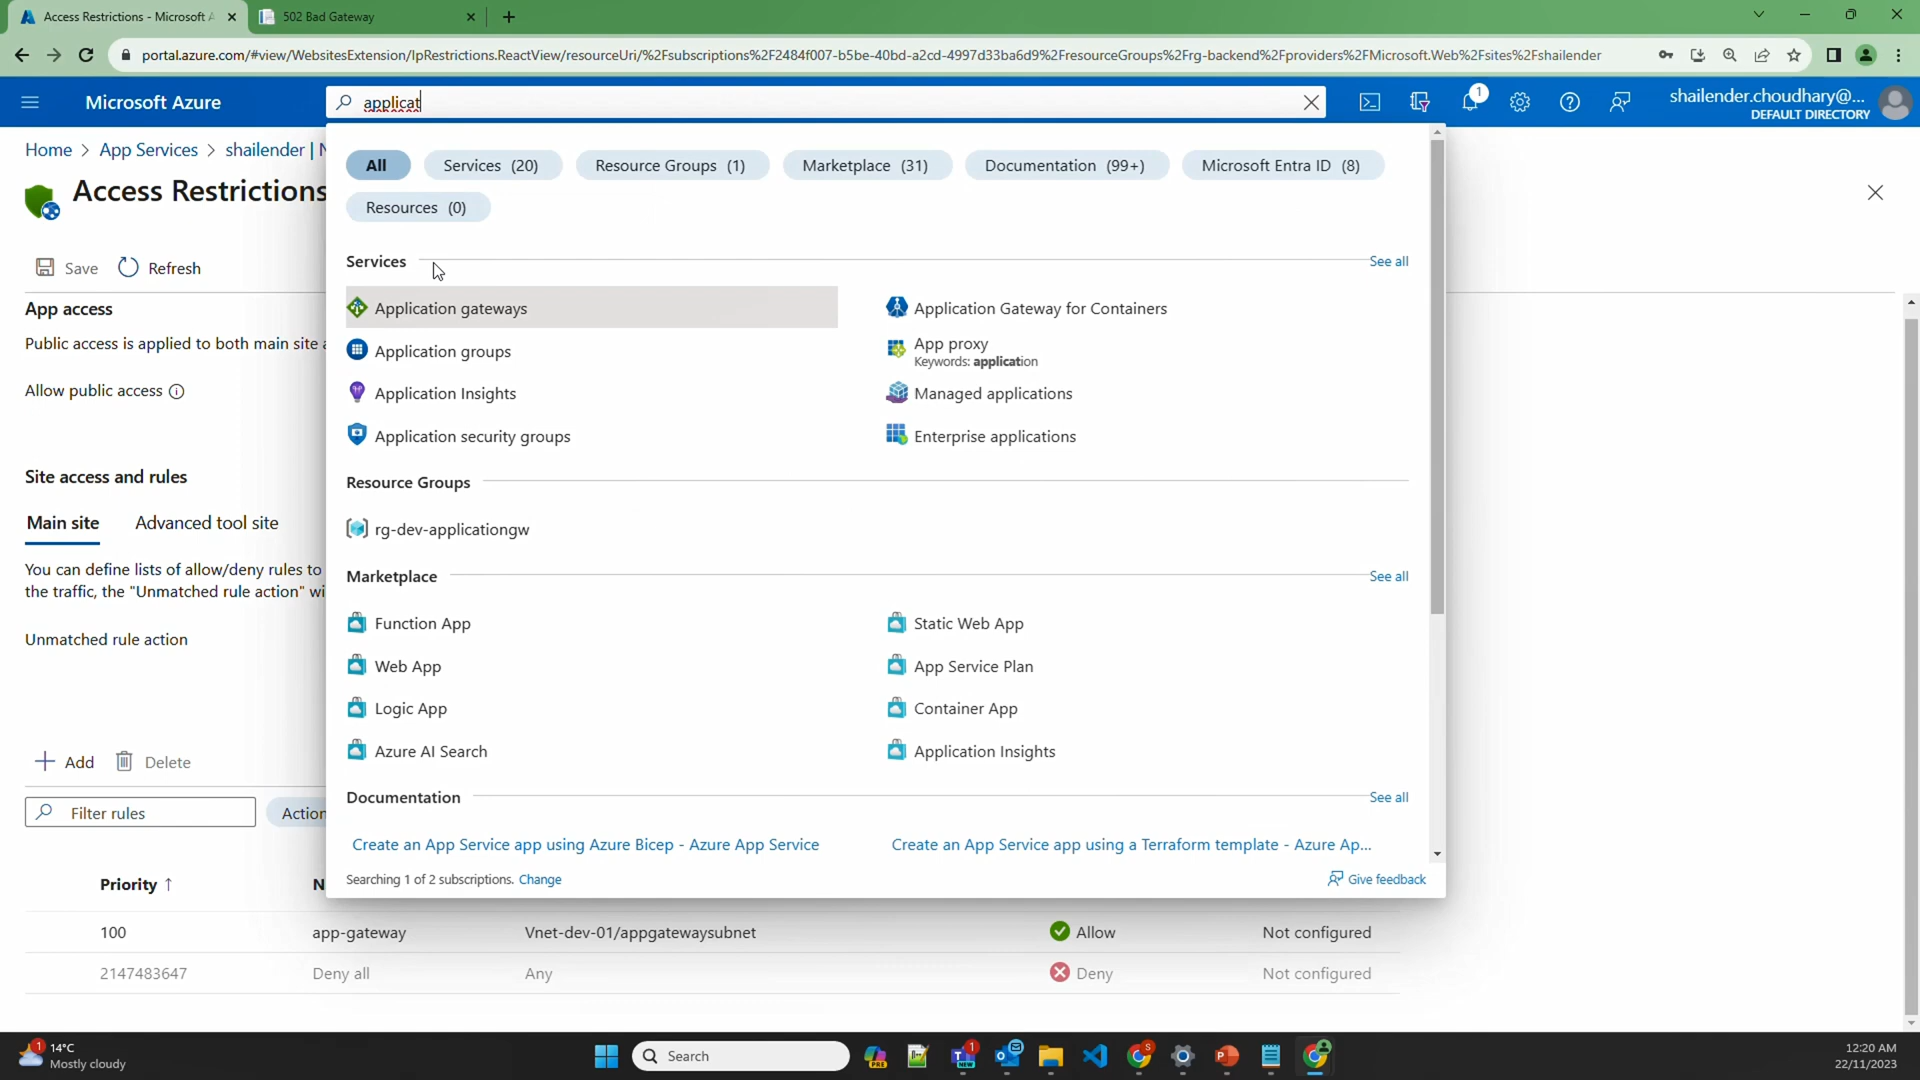 Access Restrictions - Microsoft A
502 Bad Gateway
portal.azure.com/#view/WebsitesExtension/IpRestrictions.ReactView/resourceUri/%2Fsubscriptions%2F2484f007-b5be-40bd-a2cd-4997d33ba6d9%2FresourceGroups%2Frg-backend%2Fproviders%2FMicrosoft.Web%2Fsites%2Fshailender
Microsoft Azure
applicat
1
shailender.choudhary@...
DEFAULT DIRECTORY
Home > App Services > shailender | N
Access Restrictions
All
Services (20)
Resource Groups (1)
Marketplace (31)
Documentation (99+)
Microsoft Entra ID (8)
Resources (0)
Save
Refresh
Services
See all
App access
Application gateways
Application Gateway for Containers
Public access is applied to both main site a
Application groups
App proxy
Keywords: application
Allow public access
Application Insights
Managed applications
Application security groups
Enterprise applications
Site access and rules
Resource Groups
Main site
Advanced tool site
rg-dev-applicationgw
You can define lists of allow/deny rules to
the traffic, the "Unmatched rule action" wi
Marketplace
See all
Function App
Static Web App
Unmatched rule action
Web App
App Service Plan
Logic App
Container App
Azure AI Search
Application Insights
Add
Delete
Documentation
See all
Filter rules
Action
Create an App Service app using Azure Bicep - Azure App Service
Create an App Service app using a Terraform template - Azure Ap...
Searching 1 of 2 subscriptions. Change
Give feedback
Priority ↑
N
100
app-gateway
Vnet-dev-01/appgatewaysubnet
Allow
Not configured
2147483647
Deny all
Any
Deny
Not configured
1
14°C
Mostly cloudy
Search
PRE
1
NEW
S
12:20 AM
22/11/2023